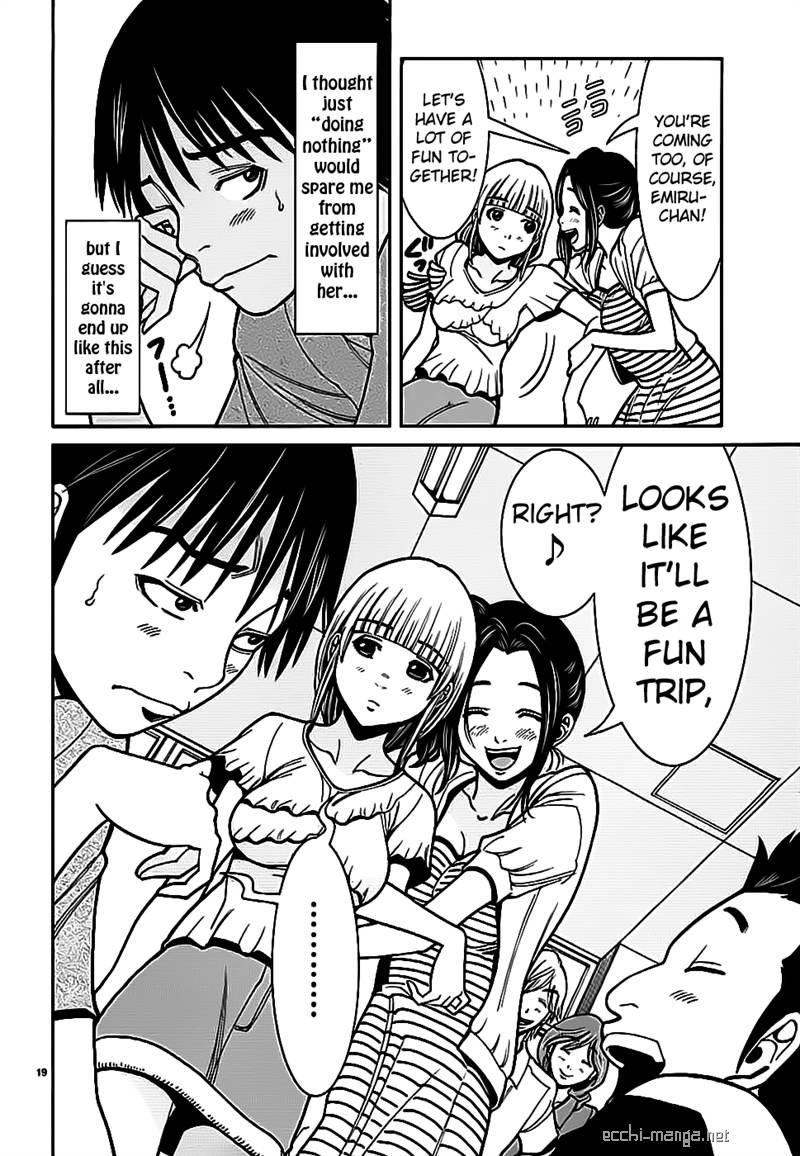 YOU'RE
COMING
TOO, OF
COURSE,
EMIRU-
CHAN!
LET'S
HAVE A
LOT OF
FUN TO-
GETHER!
I thought
just
"doing
nothing"
would
spare me
from
getting
involved
with
her...
but I
guess
it's
gonna
end up
like this
after
all...
LOOKS
LIKE
IT'LL
BE A
FUN
TRIP,
RIGHT?
♪
.........
19
ecchi-manga.net